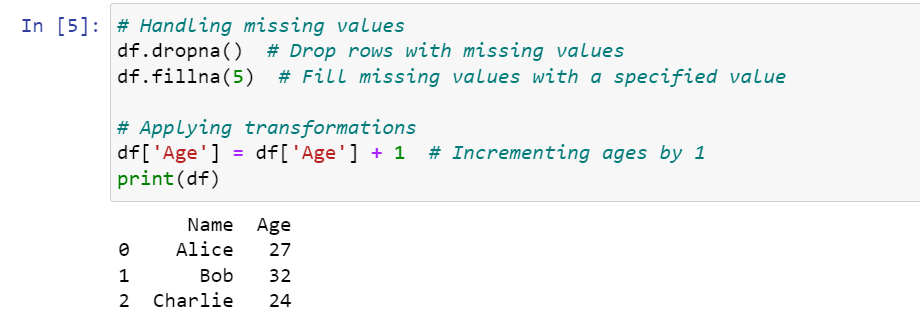 In [5]: # Handling missing values
df.dropna()  # Drop rows with missing values
df.fillna(5)  # Fill missing values with a specified value

# Applying transformations
df['Age'] = df['Age'] + 1  # Incrementing ages by 1
print(df)

      Name  Age
0    Alice   27
1      Bob   32
2  Charlie   24